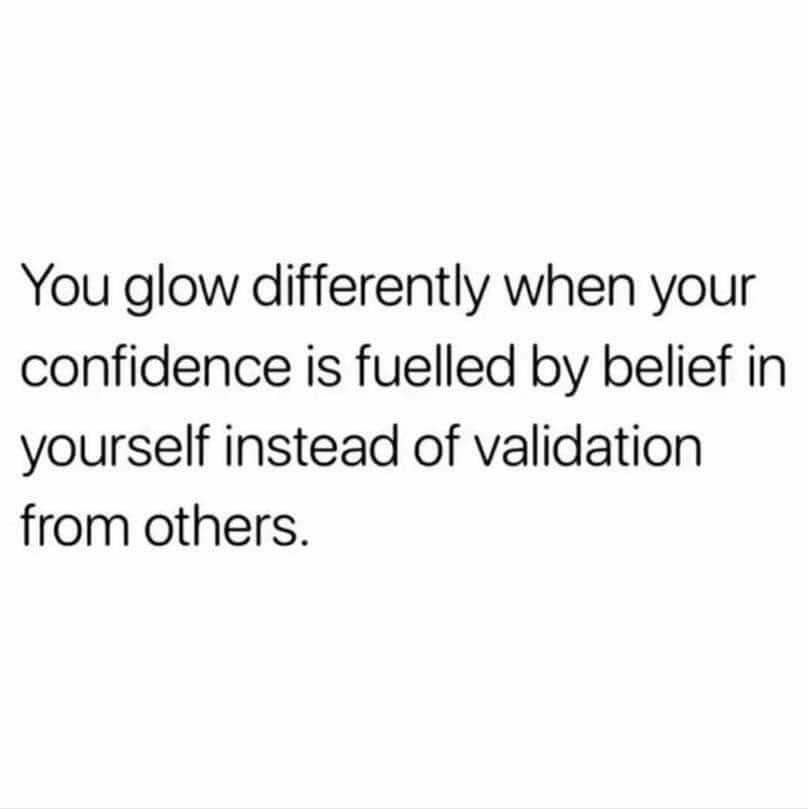 You glow differently when your
confidence is fuelled by belief in
yourself instead of validation
from others.